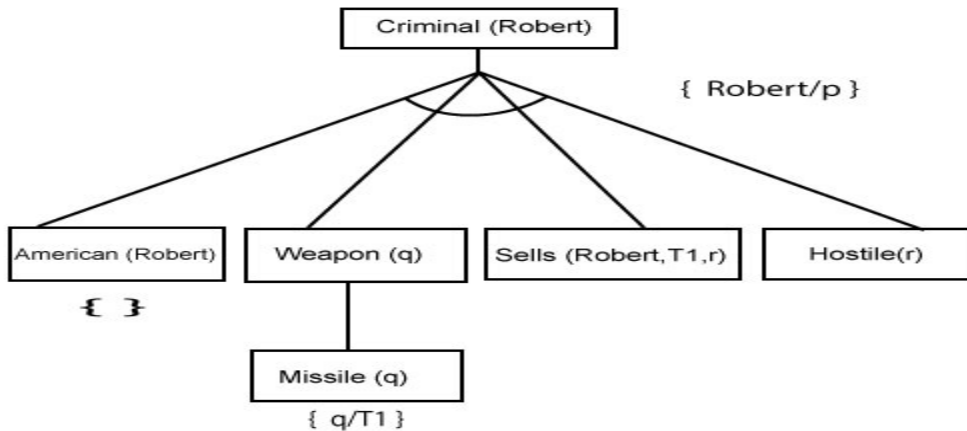 Criminal (Robert)
{ Robert/p }
American (Robert)
Weapon (q)
Sells (Robert,T1,r)
Hostile(r)
{ }
Missile (q)
{ q/T1 }